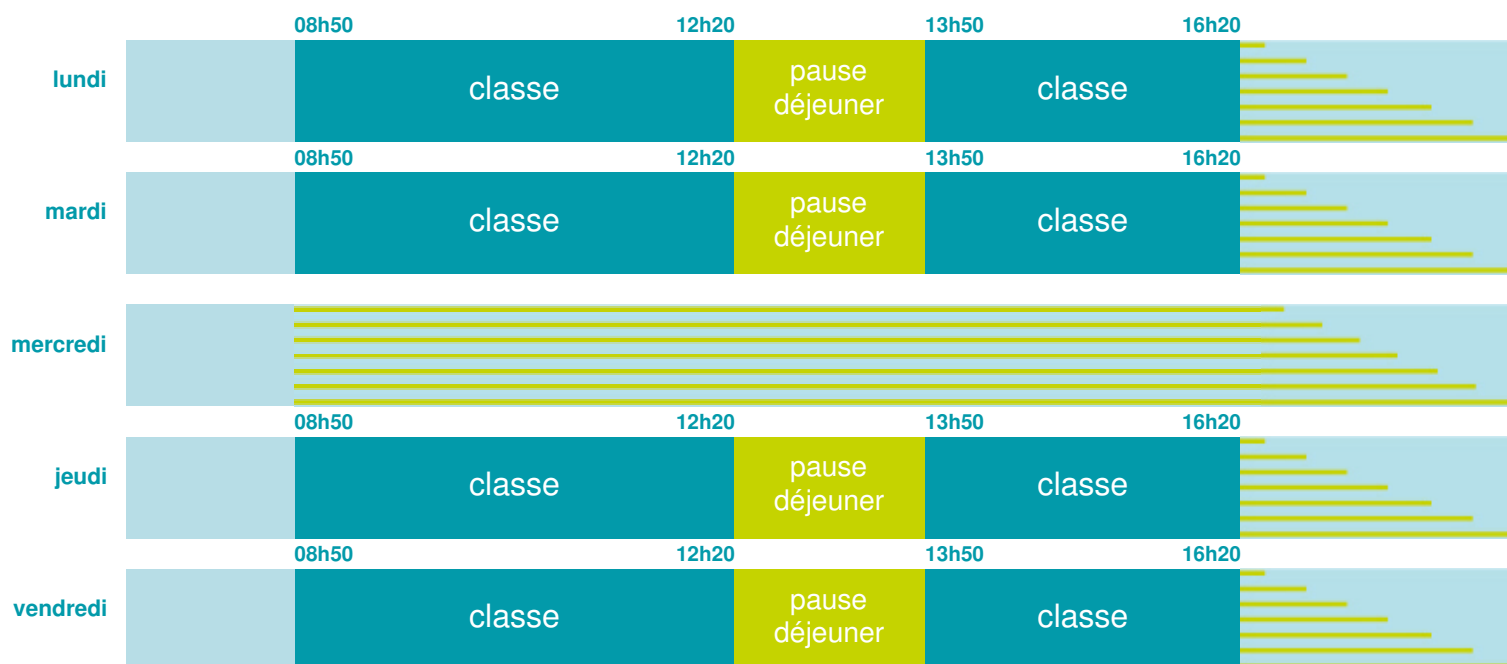 08h50 12h20 13h50 16h20
lundi classe pause déjeuner classe
08h50 12h20 13h50 16h20
mardi classe pause déjeuner classe
mercredi
08h50 12h20 13h50 16h20
jeudi classe pause déjeuner classe
08h50 12h20 13h50 16h20
vendredi classe pause déjeuner classe